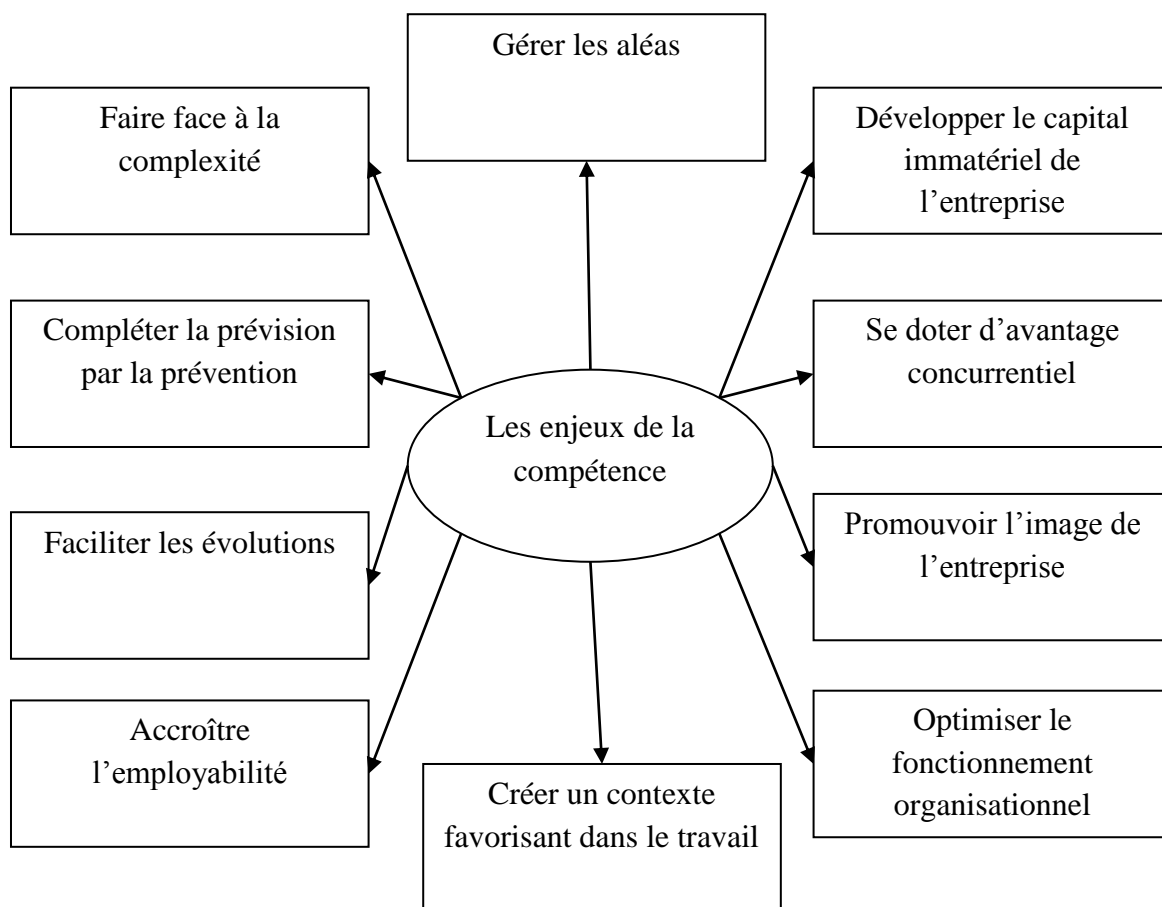 Gérer les aléas
Faire face à la
complexité
Développer le capital
immatériel de
l’entreprise
Compléter la prévision
par la prévention
Se doter d’avantage
concurrentiel
Les enjeux de la
compétence
Faciliter les évolutions
Promouvoir l’image de
l’entreprise
Accroître
l’employabilité
Optimiser le
fonctionnement
organisationnel
Créer un contexte
favorisant dans le travail